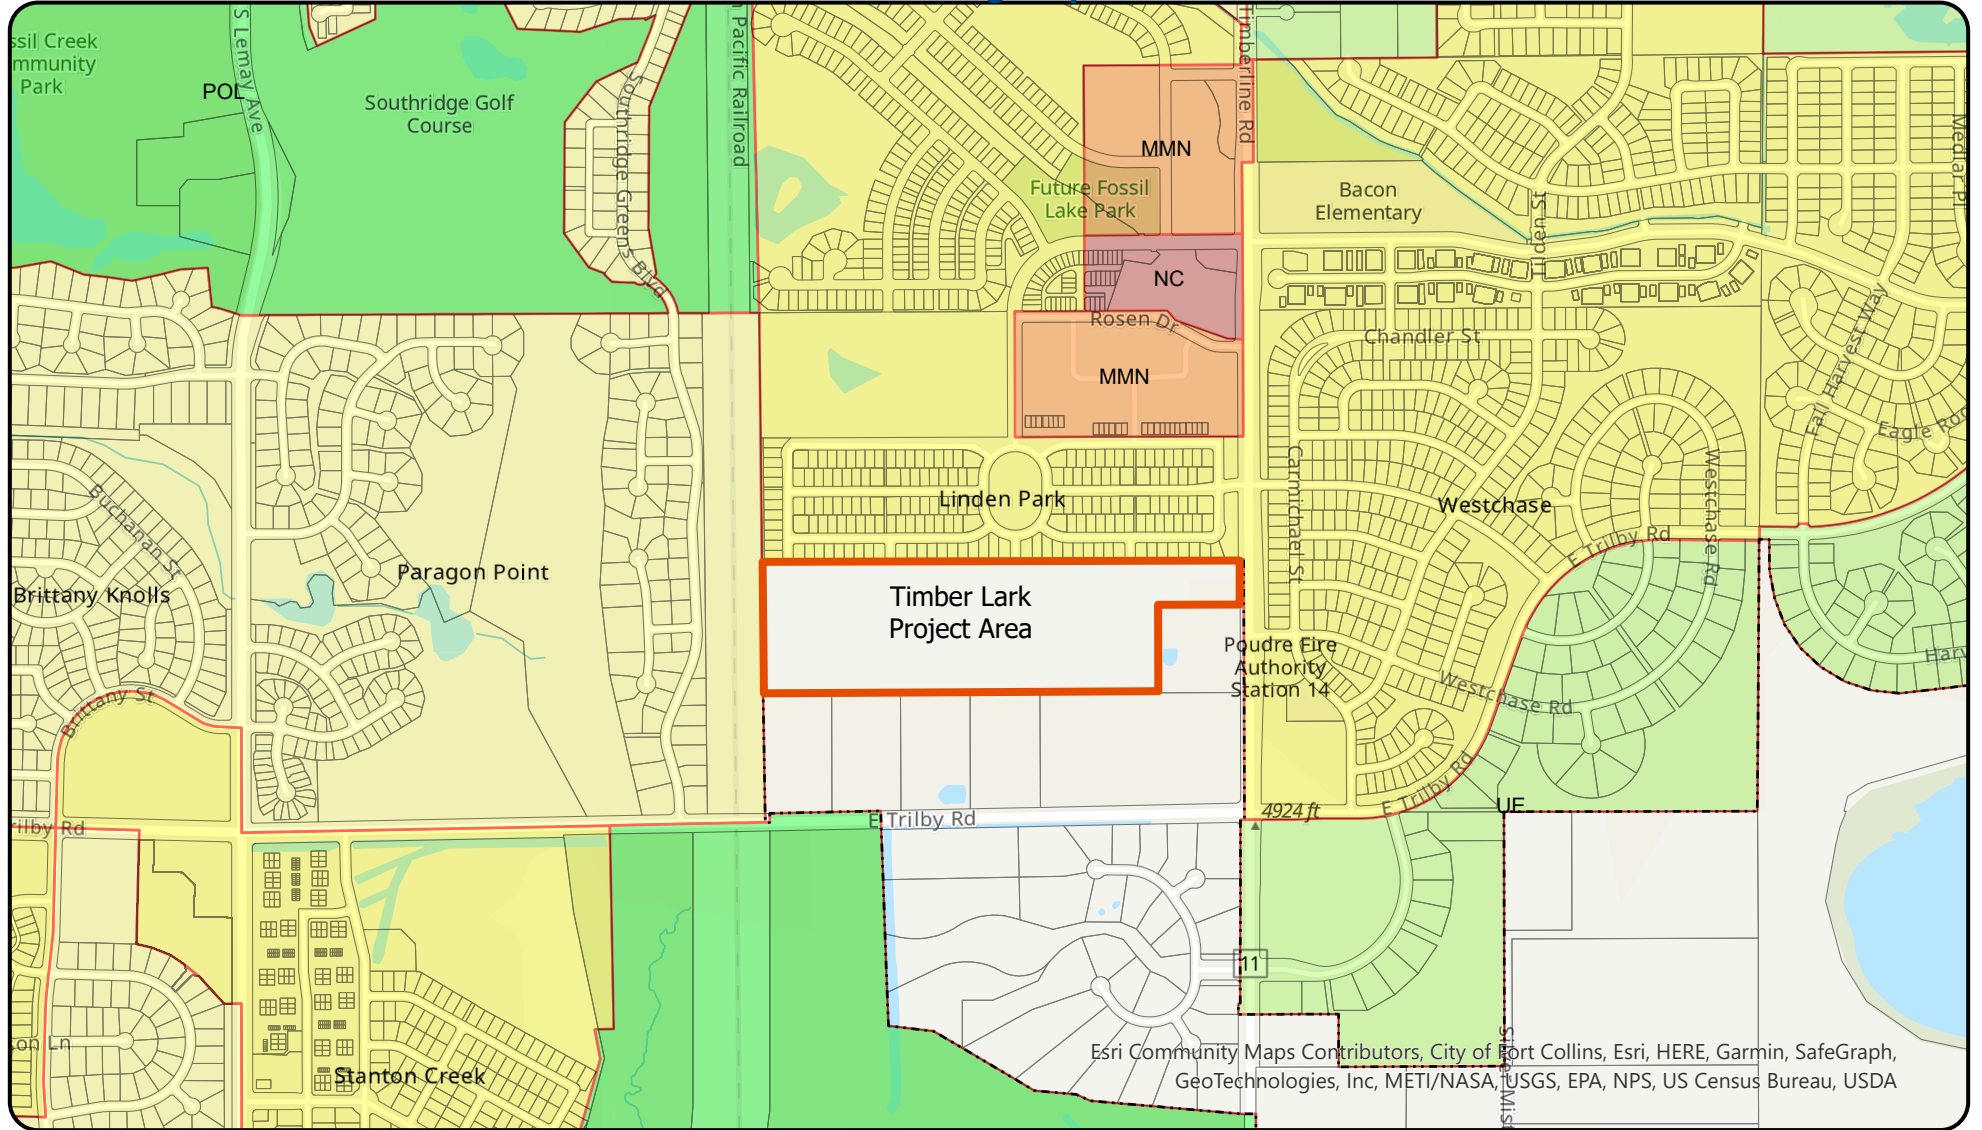 ssil Creek
mmunity
Park
POL
S Lemay Ave
Southridge Golf
Course
Southridge Greens Blvd
n Pacific Railroad
Timberline Rd
MMN
Future Fossil
Lake Park
Bacon
Elementary
NC
Rosen Dr
MMN
Chandler St
Fall Harvest Way
Eagle Roo
Medlar Pl
Linden Park
Carmichael St
Westchase
Westchase Rd
E Trilby Rd
Buchanan St
Paragon Point
Brittany Knolls
Timber Lark
Project Area
Poudre Fire
Authority
Station 14
Westchase Rd
Harv
Brittany St
rilby Rd
E Trilby Rd
4924 ft
E Trilby Rd
UE
11
on Ln
Stanton Creek
Esri Community Maps Contributors, City of Fort Collins, Esri, HERE, Garmin, SafeGraph,
GeoTechnologies, Inc, METI/NASA, USGS, EPA, NPS, US Census Bureau, USDA